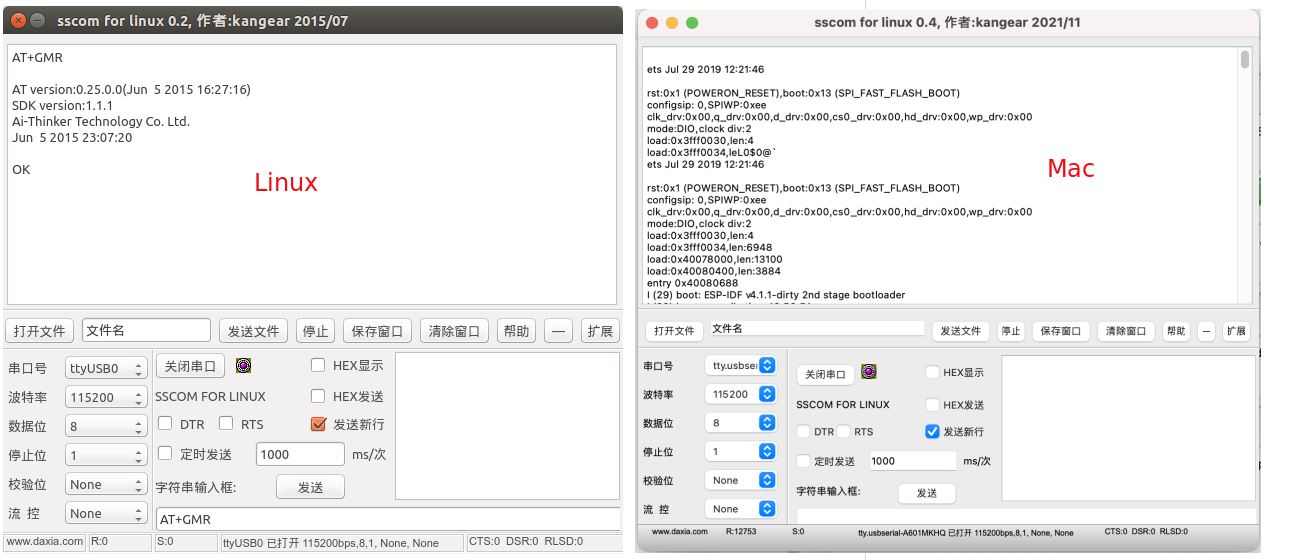 sscom for linux 0.2, 作者:kangear 2015/07
AT+GMR
AT version:0.25.0.0(Jun  5 2015 16:27:16)
SDK version:1.1.1
Ai-Thinker Technology Co. Ltd.
Jun  5 2015 23:07:20
OK
Linux
打开文件 文件名 发送文件 停止 保存窗口 清除窗口 帮助 — 扩展
串口号 ttyUSB0 关闭串口 HEX显示
波特率 115200 SSCOM FOR LINUX HEX发送
数据位 8 DTR RTS 发送新行
停止位 1 定时发送 1000 ms/次
校验位 None 字符串输入框: 发送
流 控 None AT+GMR
www.daxia.com R:0 S:0 ttyUSB0 已打开 115200bps,8,1, None, None CTS:0 DSR:0 RLSD:0
sscom for linux 0.4, 作者:kangear 2021/11
ets Jul 29 2019 12:21:46
rst:0x1 (POWERON_RESET),boot:0x13 (SPI_FAST_FLASH_BOOT)
configsip: 0,SPIWP:0xee
clk_drv:0x00,q_drv:0x00,d_drv:0x00,cs0_drv:0x00,hd_drv:0x00,wp_drv:0x00
mode:DIO,clock div:2
load:0x3fff0030,len:4
load:0x3fff0034,leL0$0@`
ets Jul 29 2019 12:21:46
Mac
rst:0x1 (POWERON_RESET),boot:0x13 (SPI_FAST_FLASH_BOOT)
configsip: 0,SPIWP:0xee
clk_drv:0x00,q_drv:0x00,d_drv:0x00,cs0_drv:0x00,hd_drv:0x00,wp_drv:0x00
mode:DIO,clock div:2
load:0x3fff0030,len:4
load:0x3fff0034,len:6948
load:0x40078000,len:13100
load:0x40080400,len:3884
entry 0x40080688
I (29) boot: ESP-IDF v4.1.1-dirty 2nd stage bootloader
打开文件 文件名 发送文件 停止 保存窗口 清除窗口 帮助 — 扩展
串口号 tty.usbse 关闭串口 HEX显示
波特率 115200 SSCOM FOR LINUX HEX发送
数据位 8 DTR RTS 发送新行
停止位 1 定时发送 1000 ms/次
校验位 None 字符串输入框: 发送
流 控 None
www.daxia.com R:12753 S:0 tty.usbserial-A601MKHQ 已打开 115200bps,8,1, None, None CTS:0 DSR:0 RLSD:0